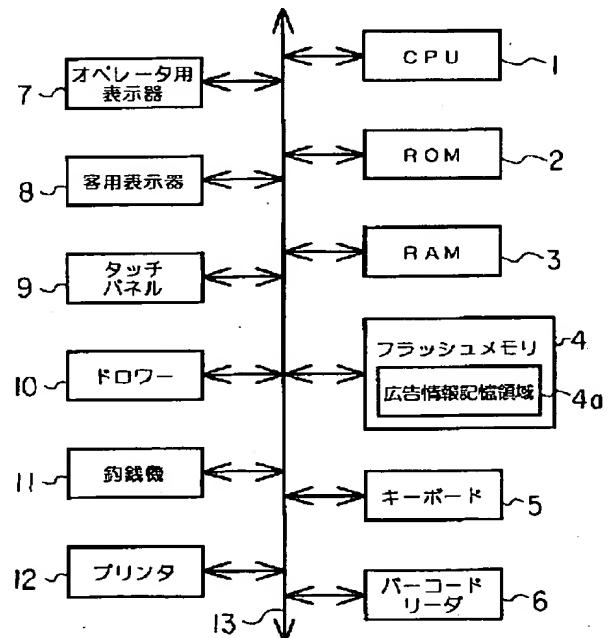 オペレータ用
表示器
7
客用表示器
8
タッチ
パネル
9
ドロワー
10
釣銭機
11
プリンタ
12
13
CPU
1
ROM
2
RAM
3
フラッシュメモリ
4
広告情報記憶領域
4a
キーボード
5
バーコード
リーダ
6